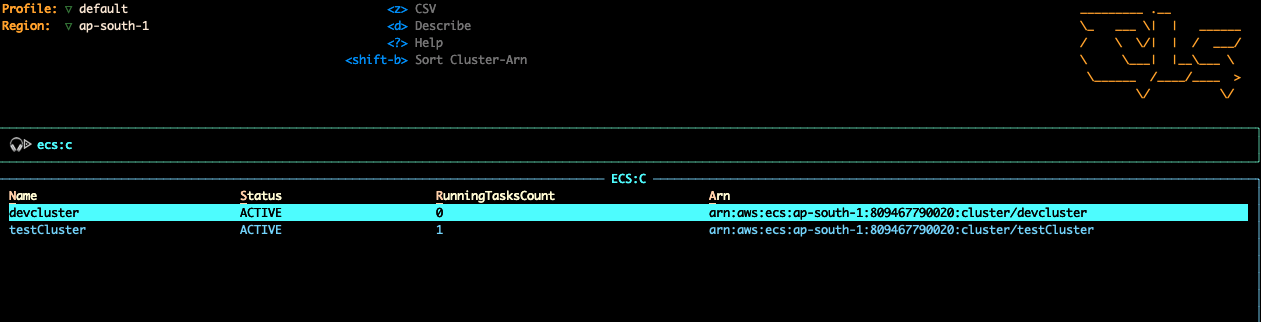 Profile: ▽ default
Region: ▽ ap-south-1
<z> CSV
<d> Describe
<?> Help
<shift-b> Sort Cluster-Arn
cls
ecs:c
ECS:C
Name Status RunningTasksCount Arn
devcluster ACTIVE 0 arn:aws:ecs:ap-south-1:809467790020:cluster/devcluster
testCluster ACTIVE 1 arn:aws:ecs:ap-south-1:809467790020:cluster/testCluster